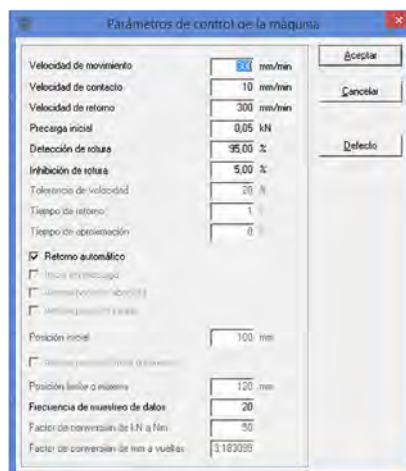 Parámetros de control de la máquina
Velocidad de movimiento 300 mm/min
Velocidad de contacto 10 mm/min
Velocidad de retorno 300 mm/min
Precarga inicial 0,05 kN
Detección de rotura 95,00 %
Inhibición de rotura 5,00 %
Tolerancia de velocidad 20 %
Tiempo de retorno 1
Tiempo de aproximación 0
Retorno automático
Posición inicial 100 mm
Posición límite o máxima 120 mm
Frecuencia de muestreo de datos 20
Factor de conversión de kN a Nm 50
Factor de conversión de mm a vueltas 3,183099
Aceptar
Cancelar
Defecto